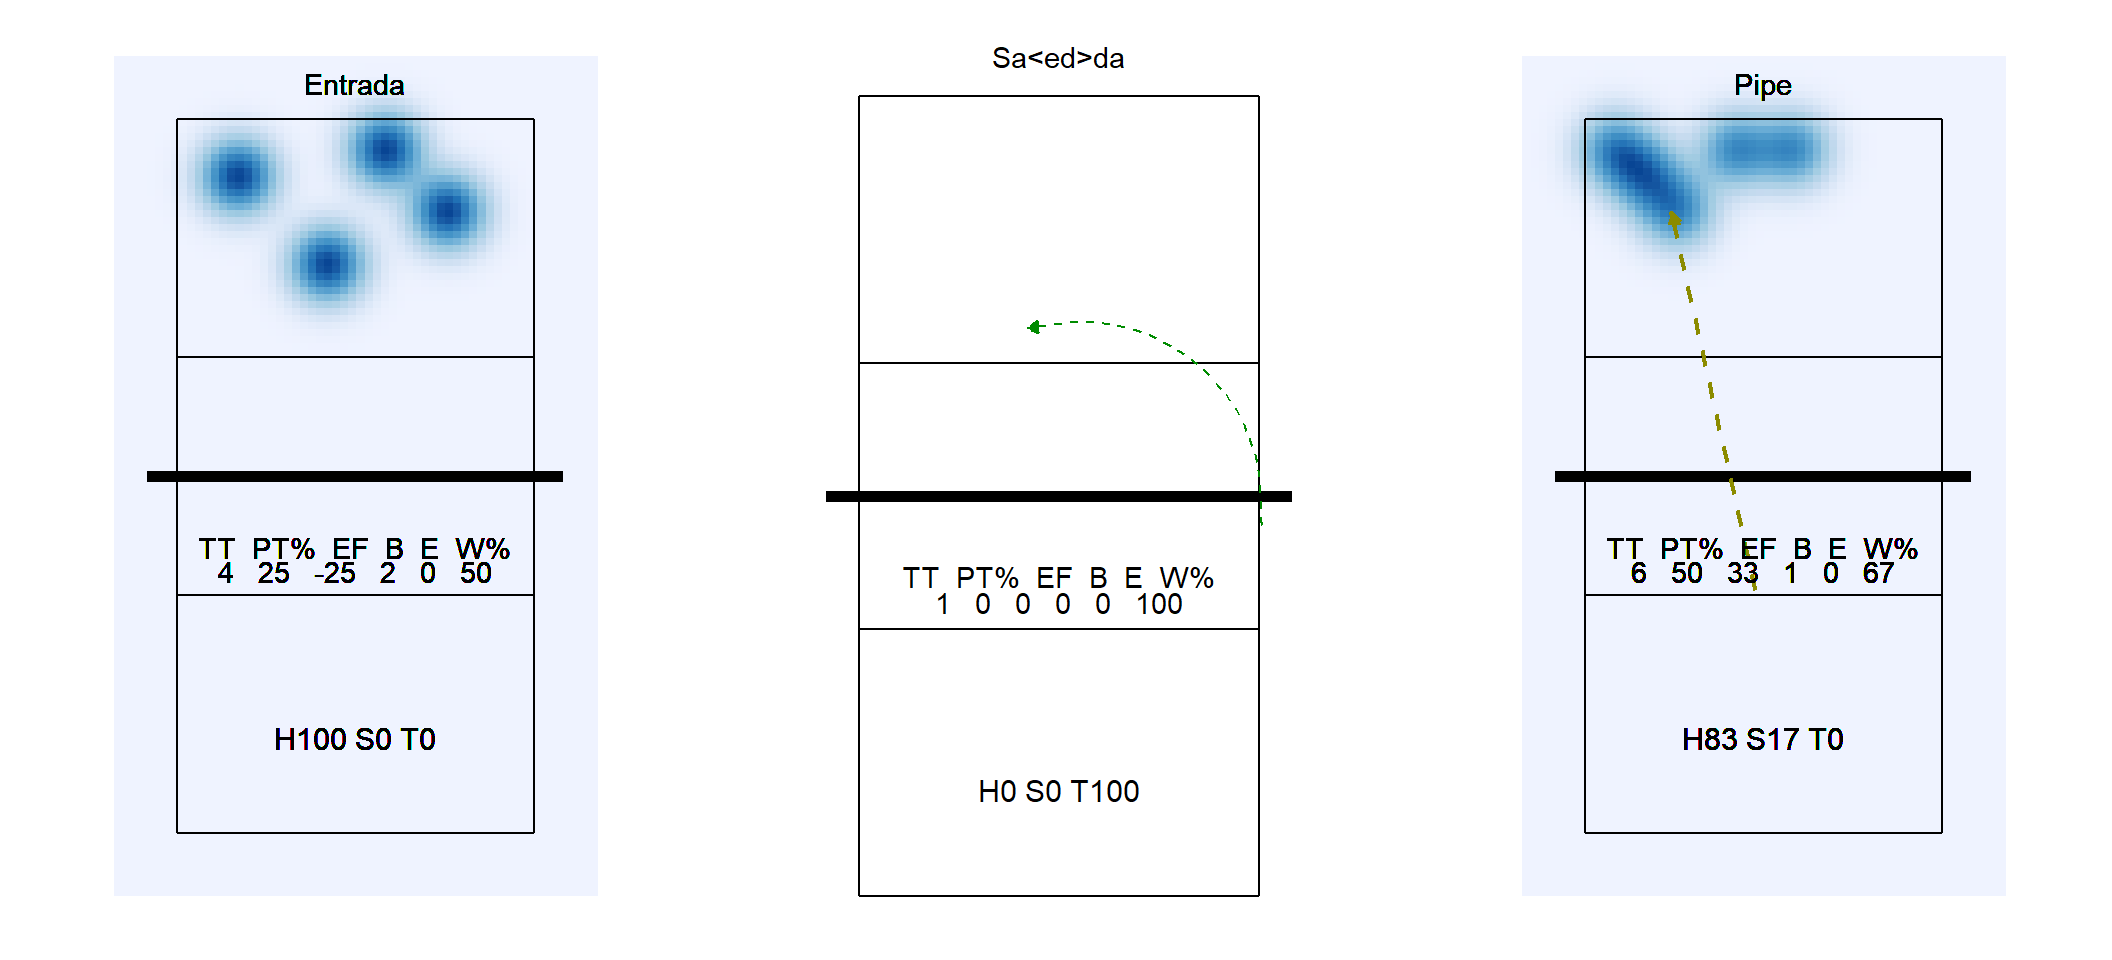 Entrada
TT PT% EF B E W%
4 25 -25 2 0 50
H100 S0 T0
Sa<ed>da
TT PT% EF B E W%
1 0 0 0 0 100
H0 S0 T100
Pipe
TT PT% EF B E W%
6 50 33 1 0 67
H83 S17 T0